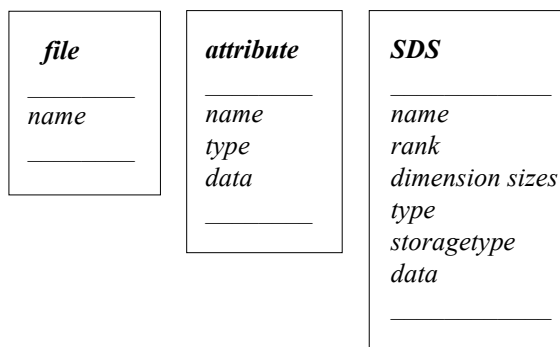 file
name
attribute
name
type
data
SDS
name
rank
dimension sizes
type
storagetype
data